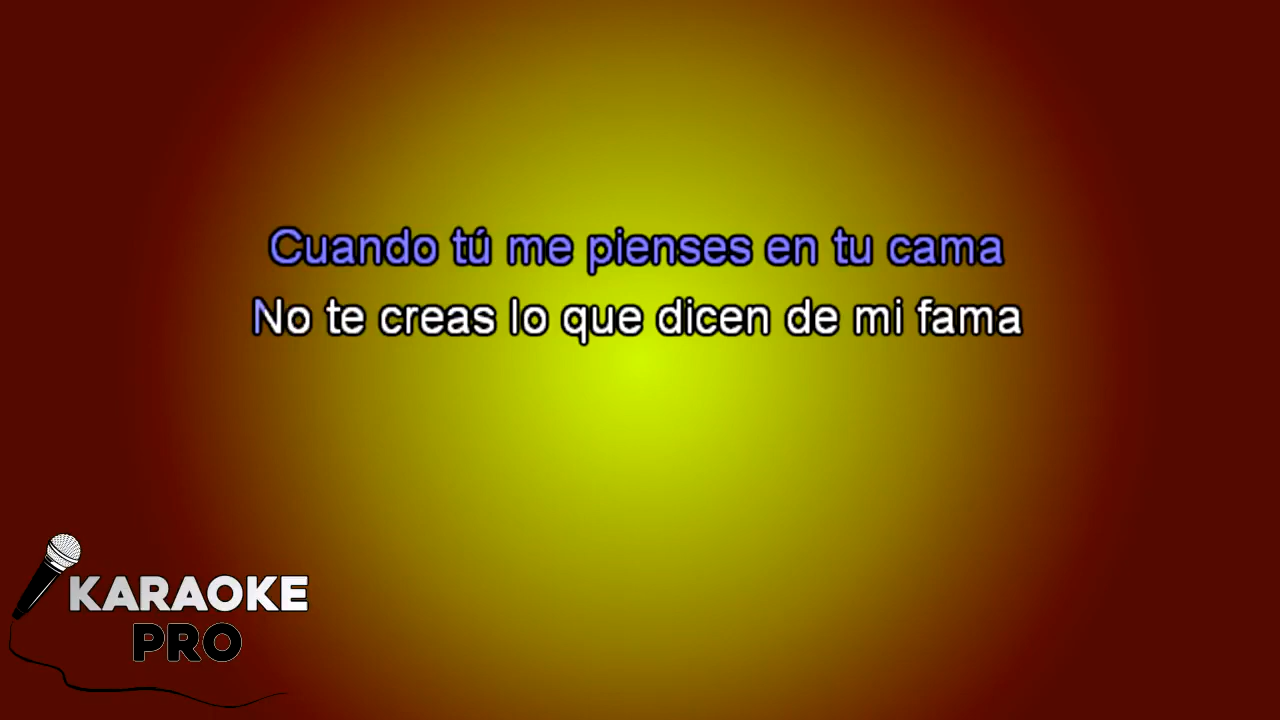 Cuando tú me pienses en tu cama
No te creas lo que dicen de mi fama
KARAOKE
PRO